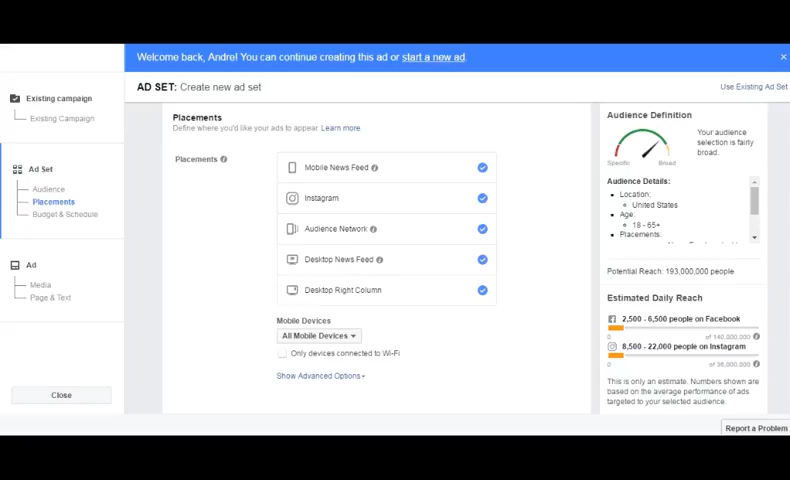 Welcome back, Andre! You can continue creating this ad or start a new ad.
AD SET: Create new ad set
Use Existing Ad Set
Existing campaign
Existing Campaign
Ad Set
Audience
Placements
Budget & Schedule
Ad
Media
Page & Text
Close
Placements
Define where you'd like your ads to appear. Learn more.
Placements
Mobile News Feed
Instagram
Audience Network
Desktop News Feed
Desktop Right Column
Mobile Devices
All Mobile Devices
Only devices connected to Wi-Fi
Show Advanced Options
Audience Definition
Your audience
selection is fairly
broad.
Specific
Broad
Audience Details:
Location:
United States
Age:
18 - 65+
Placements:
Potential Reach: 193,000,000 people
Estimated Daily Reach
2,500 - 6,500 people on Facebook
0
of 140,000,000
8,500 - 22,000 people on Instagram
0
of 36,000,000
This is only an estimate. Numbers shown are
based on the average performance of ads
targeted to your selected audience.
Report a Problem